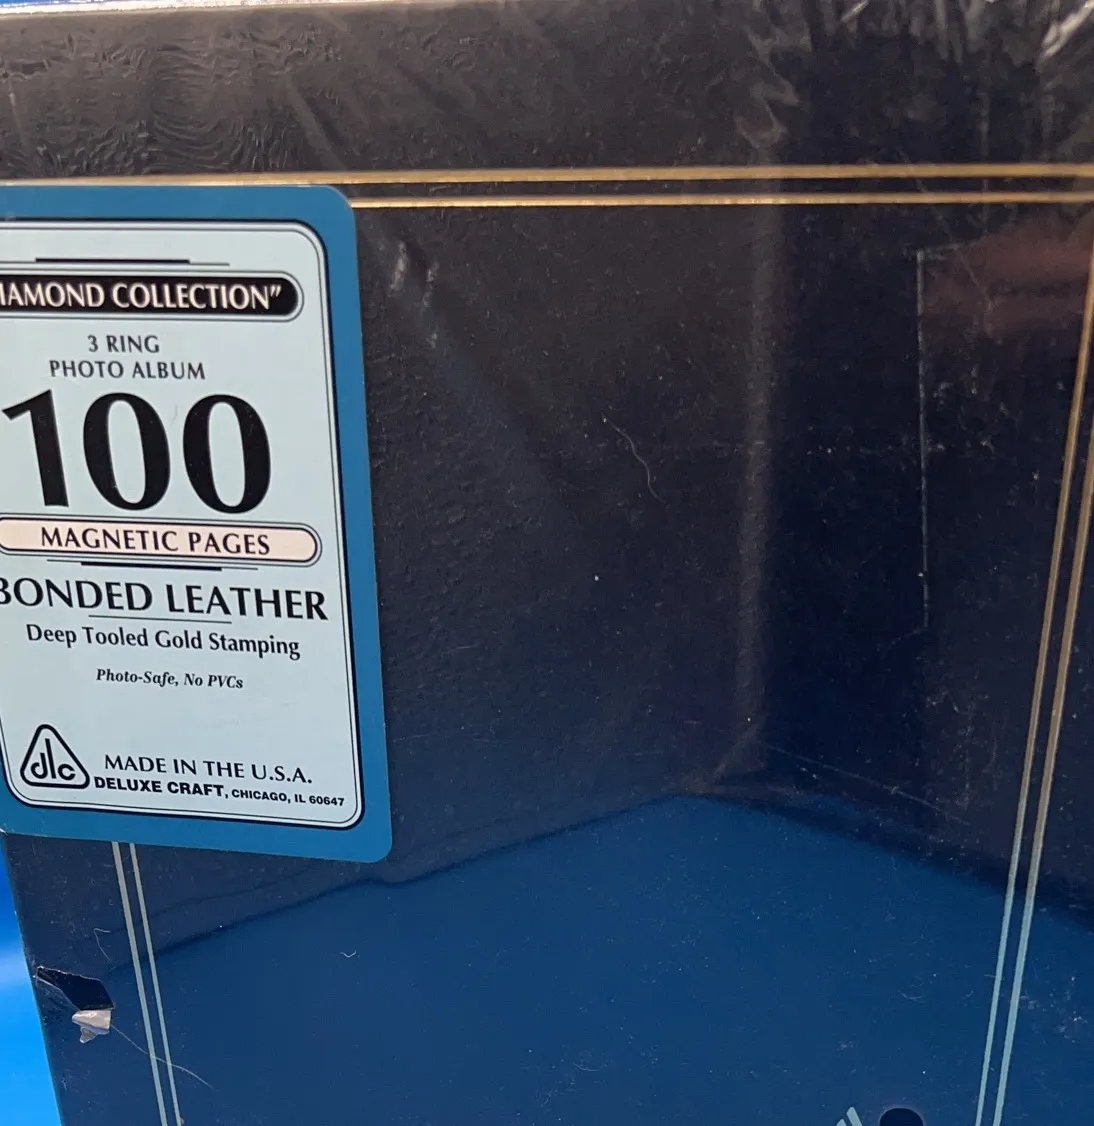 IAMOND COLLECTION"
3 RING
PHOTO ALBUM
100
MAGNETIC PAGES
BONDED LEATHER
Deep Tooled Gold Stamping
Photo-Safe, No PVCs
dlc
MADE IN THE U.S.A.
DELUXE CRAFT, CHICAGO, IL 60647